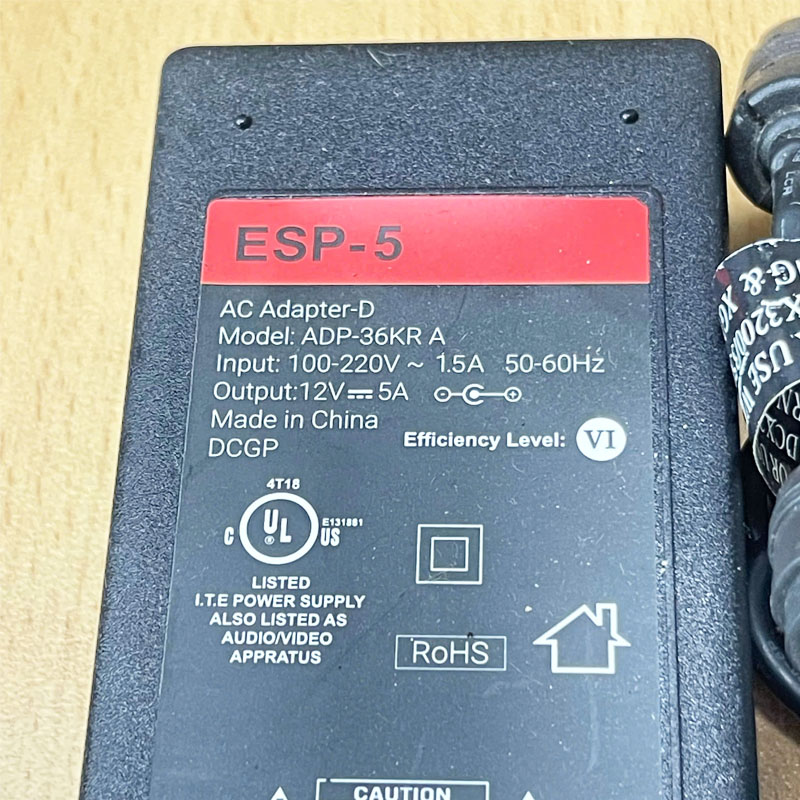 ESP-5
AC Adapter-D
Model: ADP-36KR A
Input: 100-220V ~ 1.5A 50-60Hz
Output:12V⎓5A
Made in China
DCGP
Efficiency Level: VI
4T18
C UL ® US
E131881
LISTED
I.T.E POWER SUPPLY
ALSO LISTED AS
AUDIO/VIDEO
APPRATUS
RoHS
CAUTION
LCR
USE